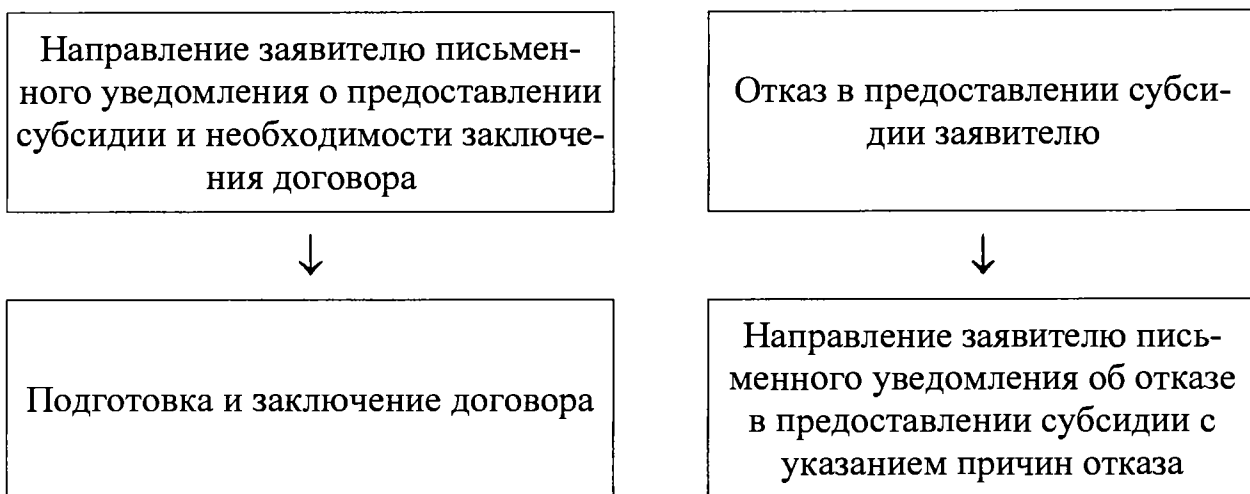 Направление заявителю письмен-
ного уведомления о предоставлении
субсидии и необходимости заключе-
ния договора
Отказ в предоставлении субси-
дии заявителю
↓
↓
Подготовка и заключение договора
Направление заявителю пись-
менного уведомления об отказе
в предоставлении субсидии с
указанием причин отказа